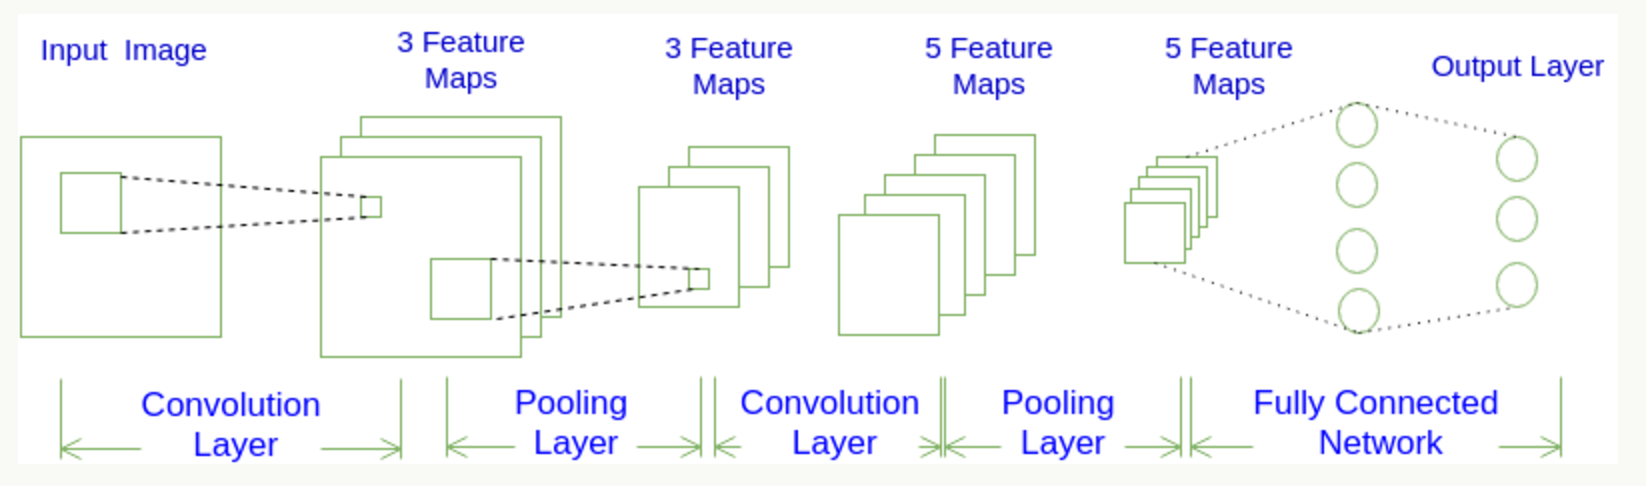 Input Image
3 Feature
Maps
3 Feature
Maps
5 Feature
Maps
5 Feature
Maps
Output Layer
Convolution
Layer
Pooling
Layer
Convolution
Layer
Pooling
Layer
Fully Connected
Network